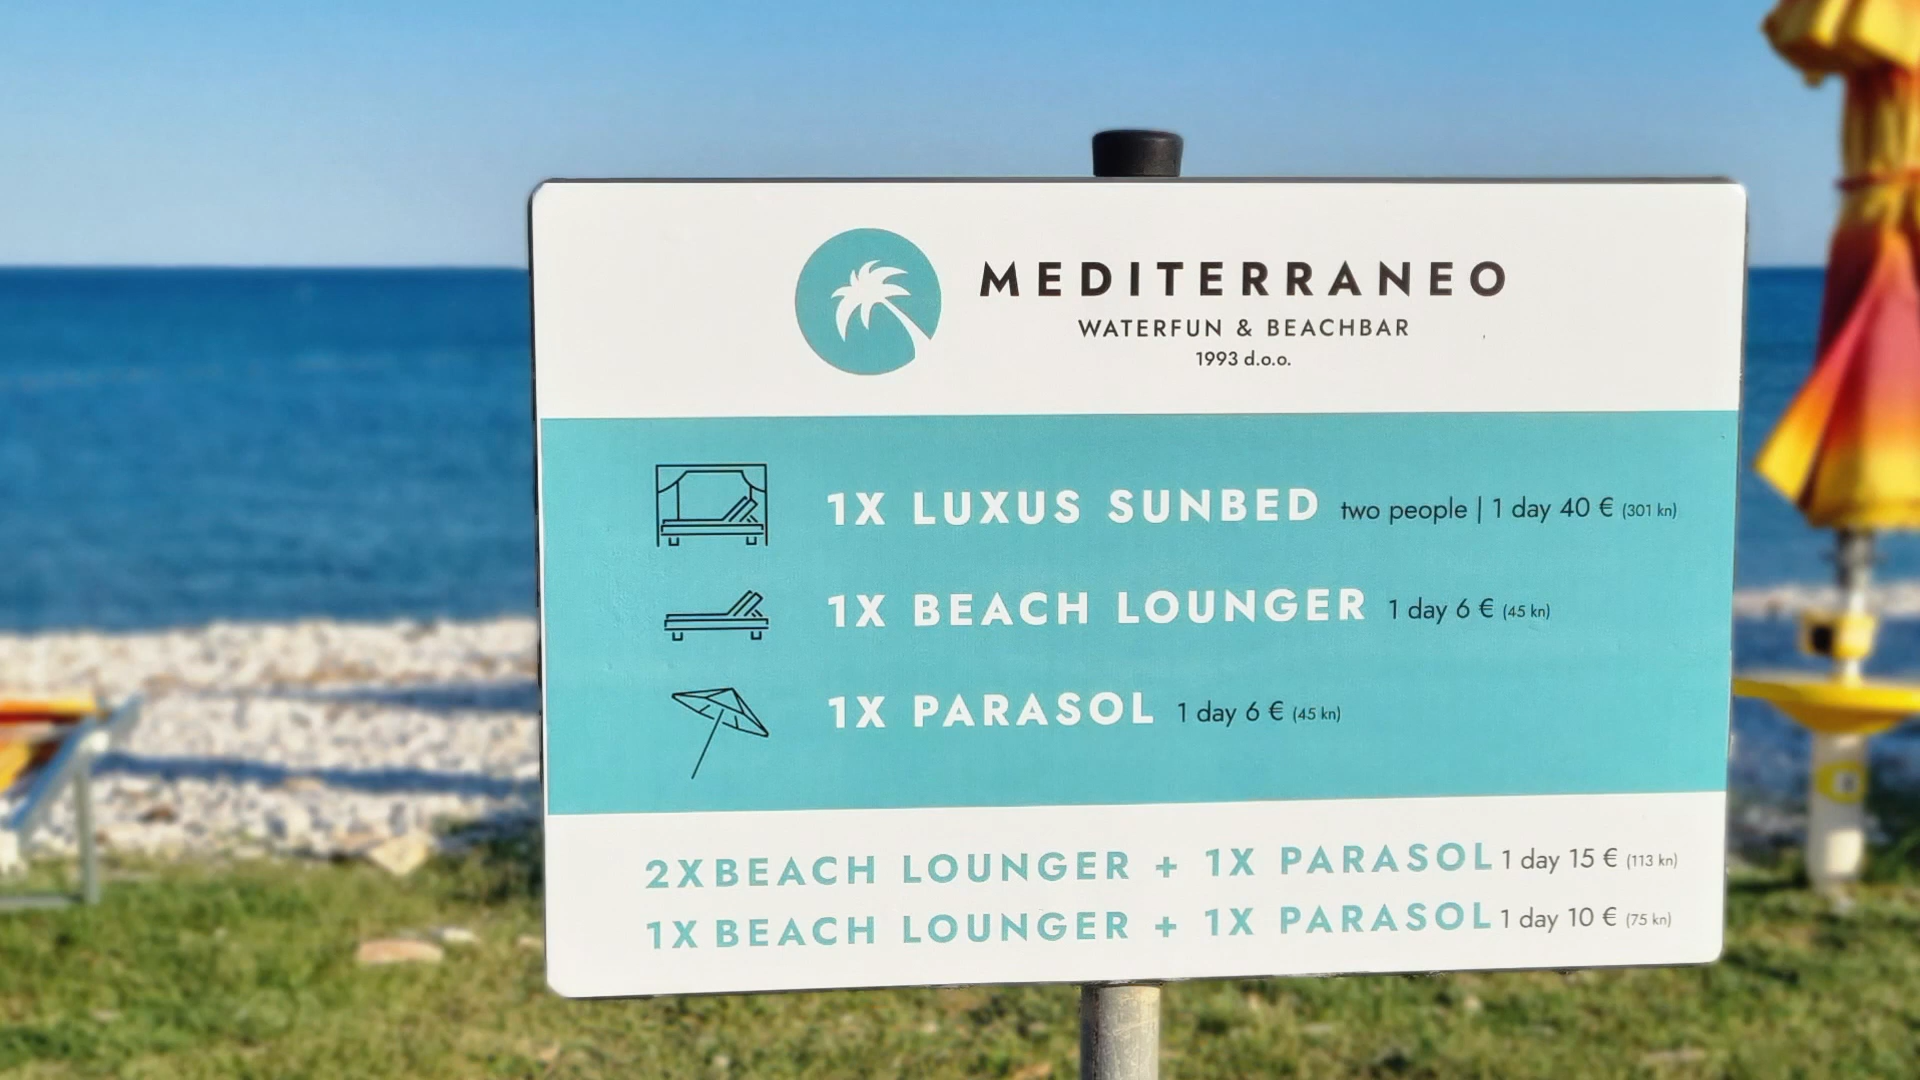 MEDITERRANEO
WATERFUN & BEACHBAR
1993 d.o.o.
1X LUXUS SUNBED two people | 1 day 40 € (301 kn)
1X BEACH LOUNGER 1 day 6 € (45 kn)
1X PARASOL 1 day 6 € (45 kn)
2X BEACH LOUNGER + 1X PARASOL 1 day 15 € (113 kn)
1X BEACH LOUNGER + 1X PARASOL 1 day 10 € (75 kn)